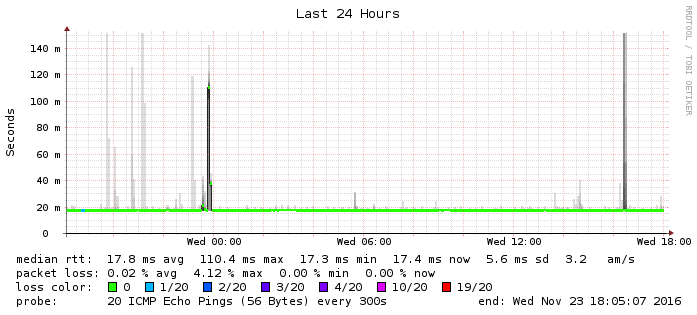 Last 24 Hours
RRDTOOL / TOBI OETIKER
Seconds
140 m
120 m
100 m
80 m
60 m
40 m
20 m
0
Wed 00:00 Wed 06:00 Wed 12:00 Wed 18:00
median rtt: 17.8 ms avg 110.4 ms max 17.3 ms min 17.4 ms now 5.6 ms sd 3.2 am/s
packet loss: 0.02 % avg 4.12 % max 0.00 % min 0.00 % now
loss color: 0 1/20 2/20 3/20 4/20 10/20 19/20
probe: 20 ICMP Echo Pings (56 Bytes) every 300s end: Wed Nov 23 18:05:07 2016